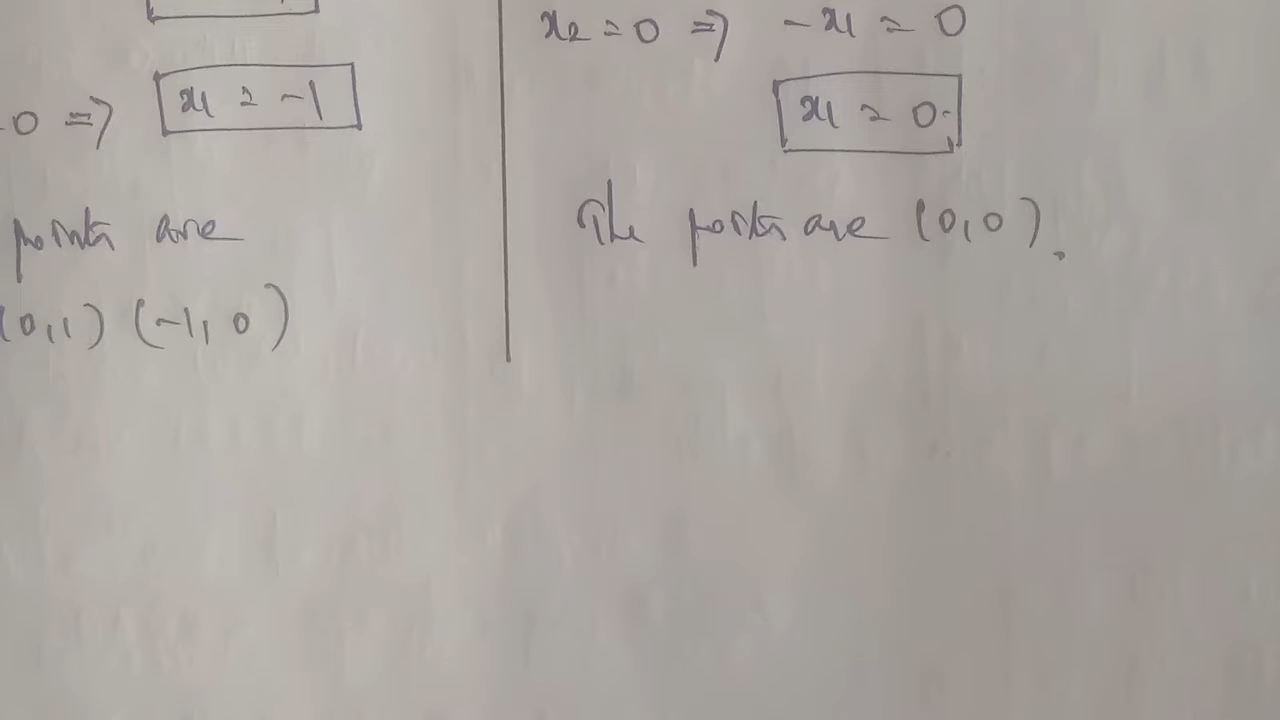 0 => x1 = -1
points are
(0,1) (-1, 0)
x2 = 0 => -x1 = 0
x1 = 0.
The points are (0,0).